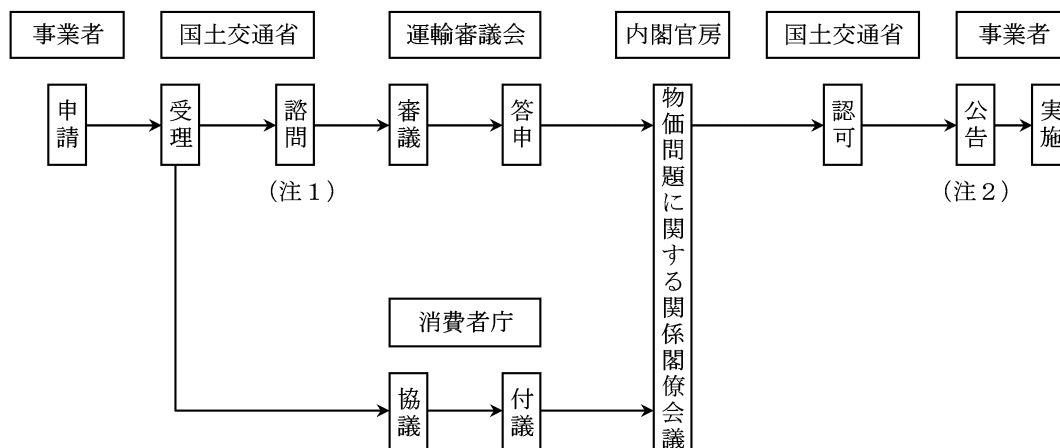 事業者 国土交通省 運輸審議会 内閣官房 国土交通省 事業者
申請 受理 諮問 審議 答申 物価問題に関する関係閣僚会議 認可 公告 実施
（注１） （注２）
消費者庁
協議 付議